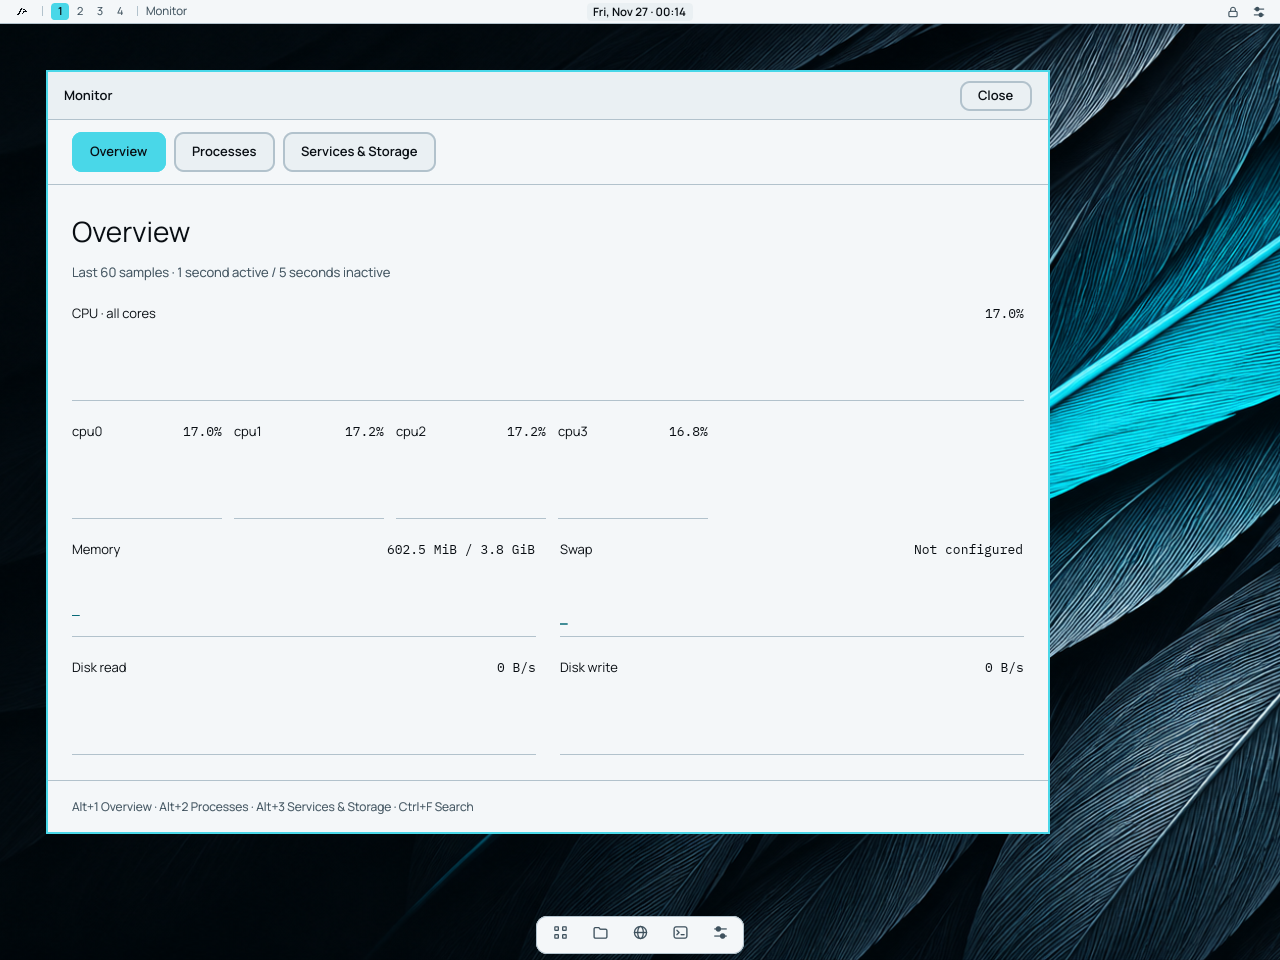 1 2 3 4 Monitor Fri, Nov 27 · 00:14
Monitor Close
Overview Processes Services & Storage
Overview
Last 60 samples · 1 second active / 5 seconds inactive
CPU · all cores 17.0%
cpu0 17.0% cpu1 17.2% cpu2 17.2% cpu3 16.8%
Memory 602.5 MiB / 3.8 GiB Swap Not configured
Disk read 0 B/s Disk write 0 B/s
Alt+1 Overview · Alt+2 Processes · Alt+3 Services & Storage · Ctrl+F Search